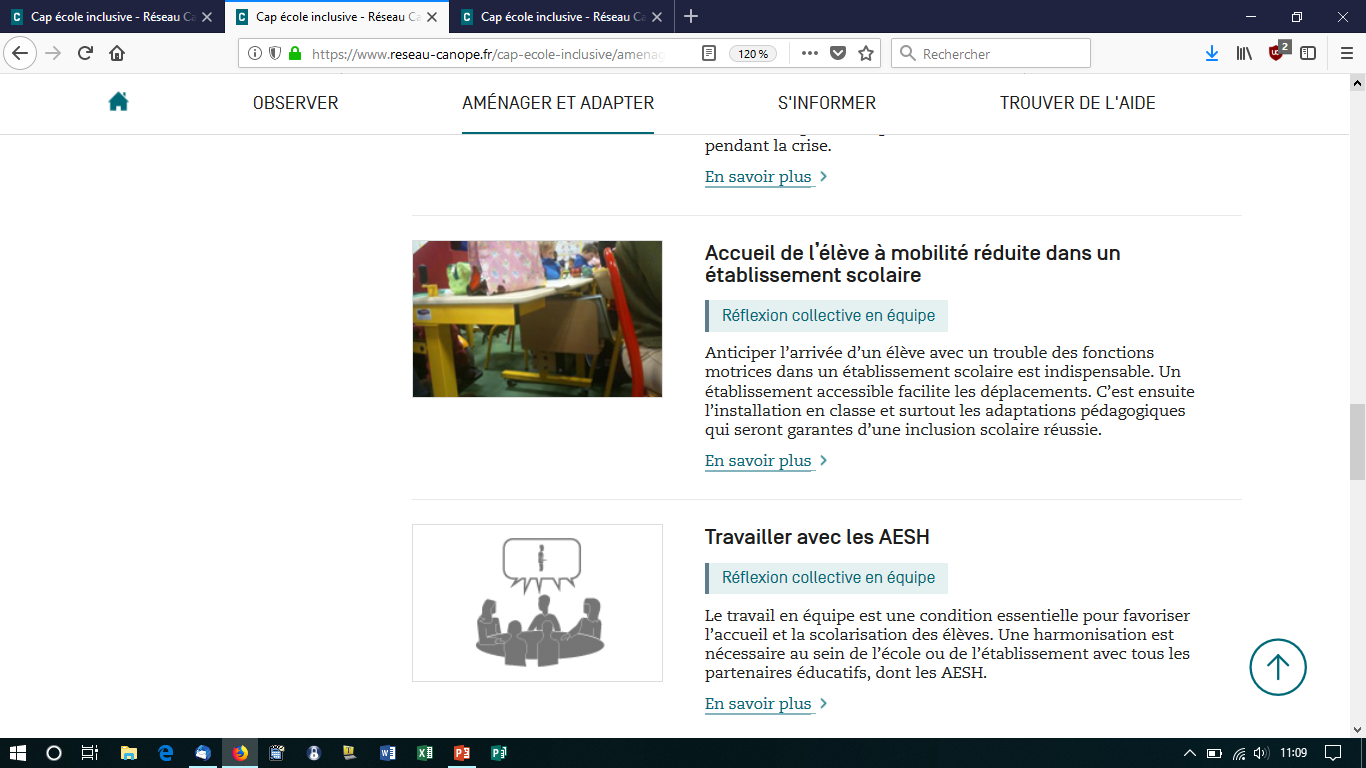 Cap école inclusive - Réseau Ca
Cap école inclusive - Réseau Ca
Cap école inclusive - Réseau Ca
https://www.reseau-canope.fr/cap-ecole-inclusive/amenag
120 %
Rechercher
2
OBSERVER
AMÉNAGER ET ADAPTER
S'INFORMER
TROUVER DE L'AIDE
pendant la crise.
En savoir plus
Accueil de l’élève à mobilité réduite dans un
établissement scolaire
Réflexion collective en équipe
Anticiper l’arrivée d’un élève avec un trouble des fonctions
motrices dans un établissement scolaire est indispensable. Un
établissement accessible facilite les déplacements. C’est ensuite
l’installation en classe et surtout les adaptations pédagogiques
qui seront garantes d’une inclusion scolaire réussie.
En savoir plus
Travailler avec les AESH
Réflexion collective en équipe
Le travail en équipe est une condition essentielle pour favoriser
l’accueil et la scolarisation des élèves. Une harmonisation est
nécessaire au sein de l’école ou de l’établissement avec tous les
partenaires éducatifs, dont les AESH.
En savoir plus
11:09